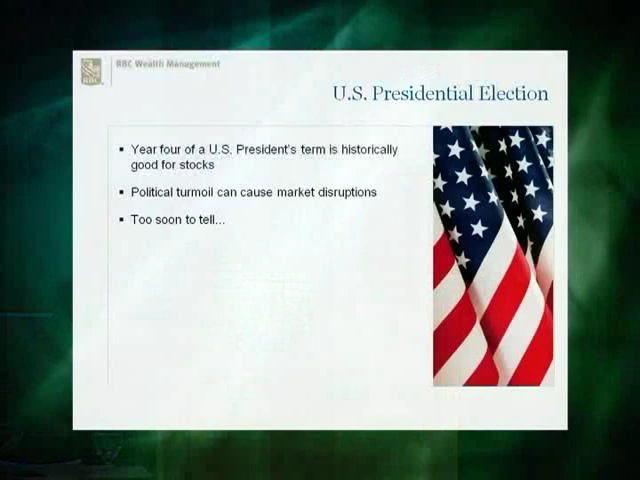 RBC Wealth Management
RBC
U.S. Presidential Election
▪ Year four of a U.S. President's term is historically
good for stocks
▪ Political turmoil can cause market disruptions
▪ Too soon to tell...